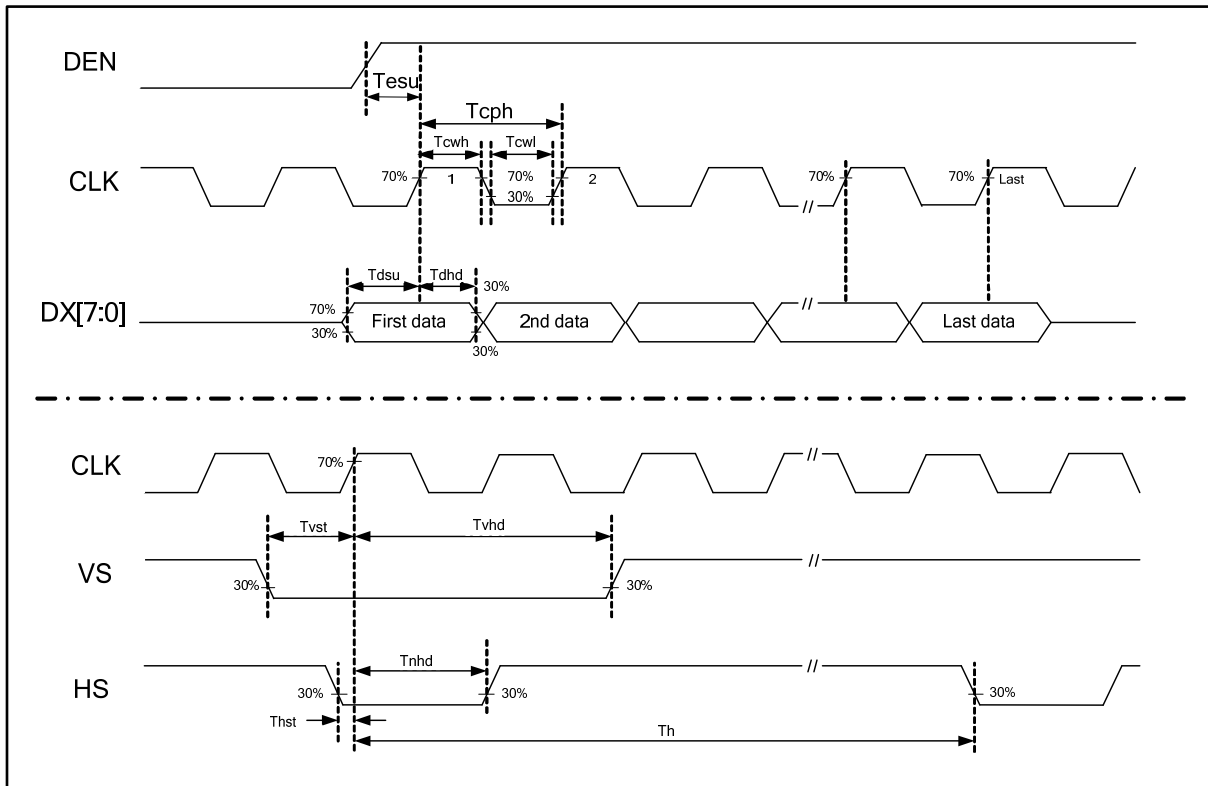 DEN
Tesu
Tcph
Tcwh
Tcwl
CLK
70%
1
70%
30%
2
70%
70%
Last
//
Tdsu
Tdhd
30%
DX[7:0]
70%
30%
First data
2nd data
//
Last data
30%
CLK
70%
//
Tvst
Tvhd
VS
30%
30%
//
Tnhd
HS
30%
30%
//
30%
Thst
Th